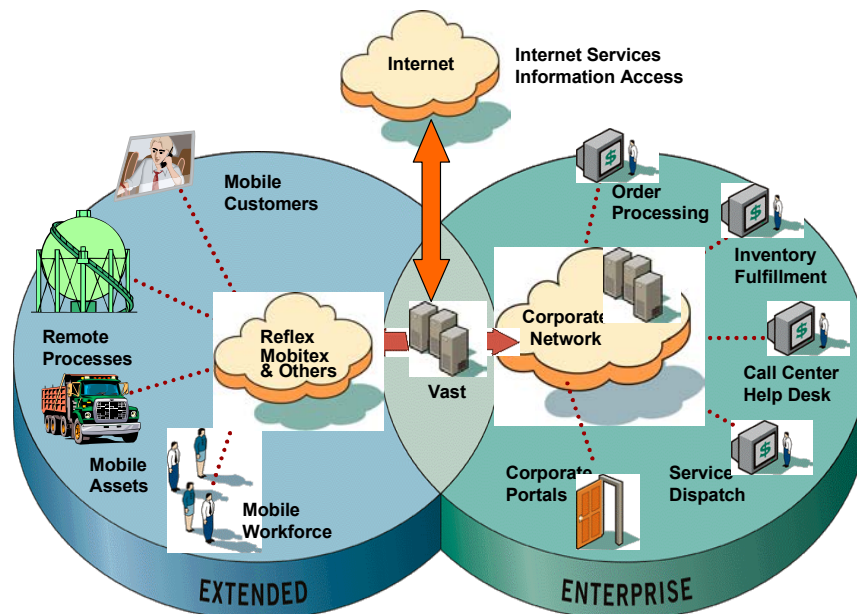 Internet
Internet Services
Information Access
Mobile
Customers
Order
Processing
Inventory
Fulfillment
Remote
Processes
Reflex
Mobitex
& Others
Vast
Corporate
Network
Call Center
Help Desk
Mobile
Assets
Mobile
Workforce
Corporate
Portals
Service
Dispatch
EXTENDED
ENTERPRISE
$
$
$
$